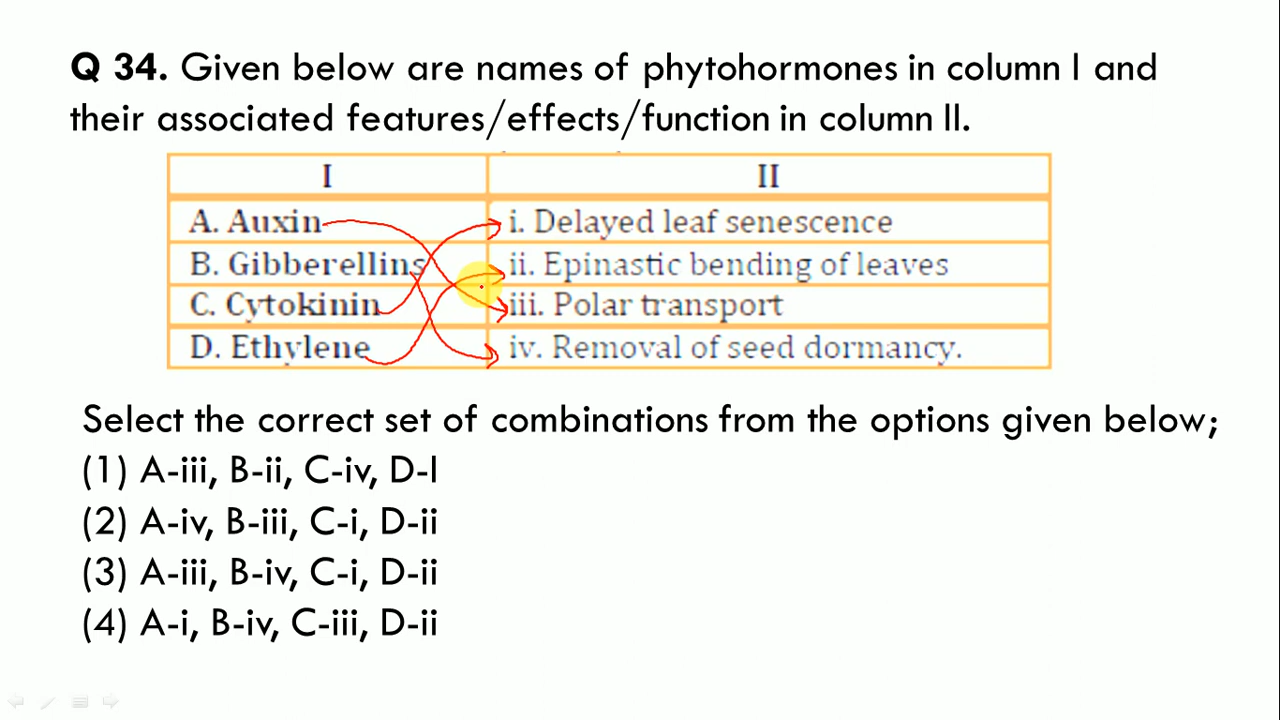 Q 34. Given below are names of phytohormones in column I and
their associated features/effects/function in column II.
I II
A. Auxin i. Delayed leaf senescence
B. Gibberellins ii. Epinastic bending of leaves
C. Cytokinin iii. Polar transport
D. Ethylene iv. Removal of seed dormancy.
Select the correct set of combinations from the options given below;
(1) A-iii, B-ii, C-iv, D-I
(2) A-iv, B-iii, C-i, D-ii
(3) A-iii, B-iv, C-i, D-ii
(4) A-i, B-iv, C-iii, D-ii